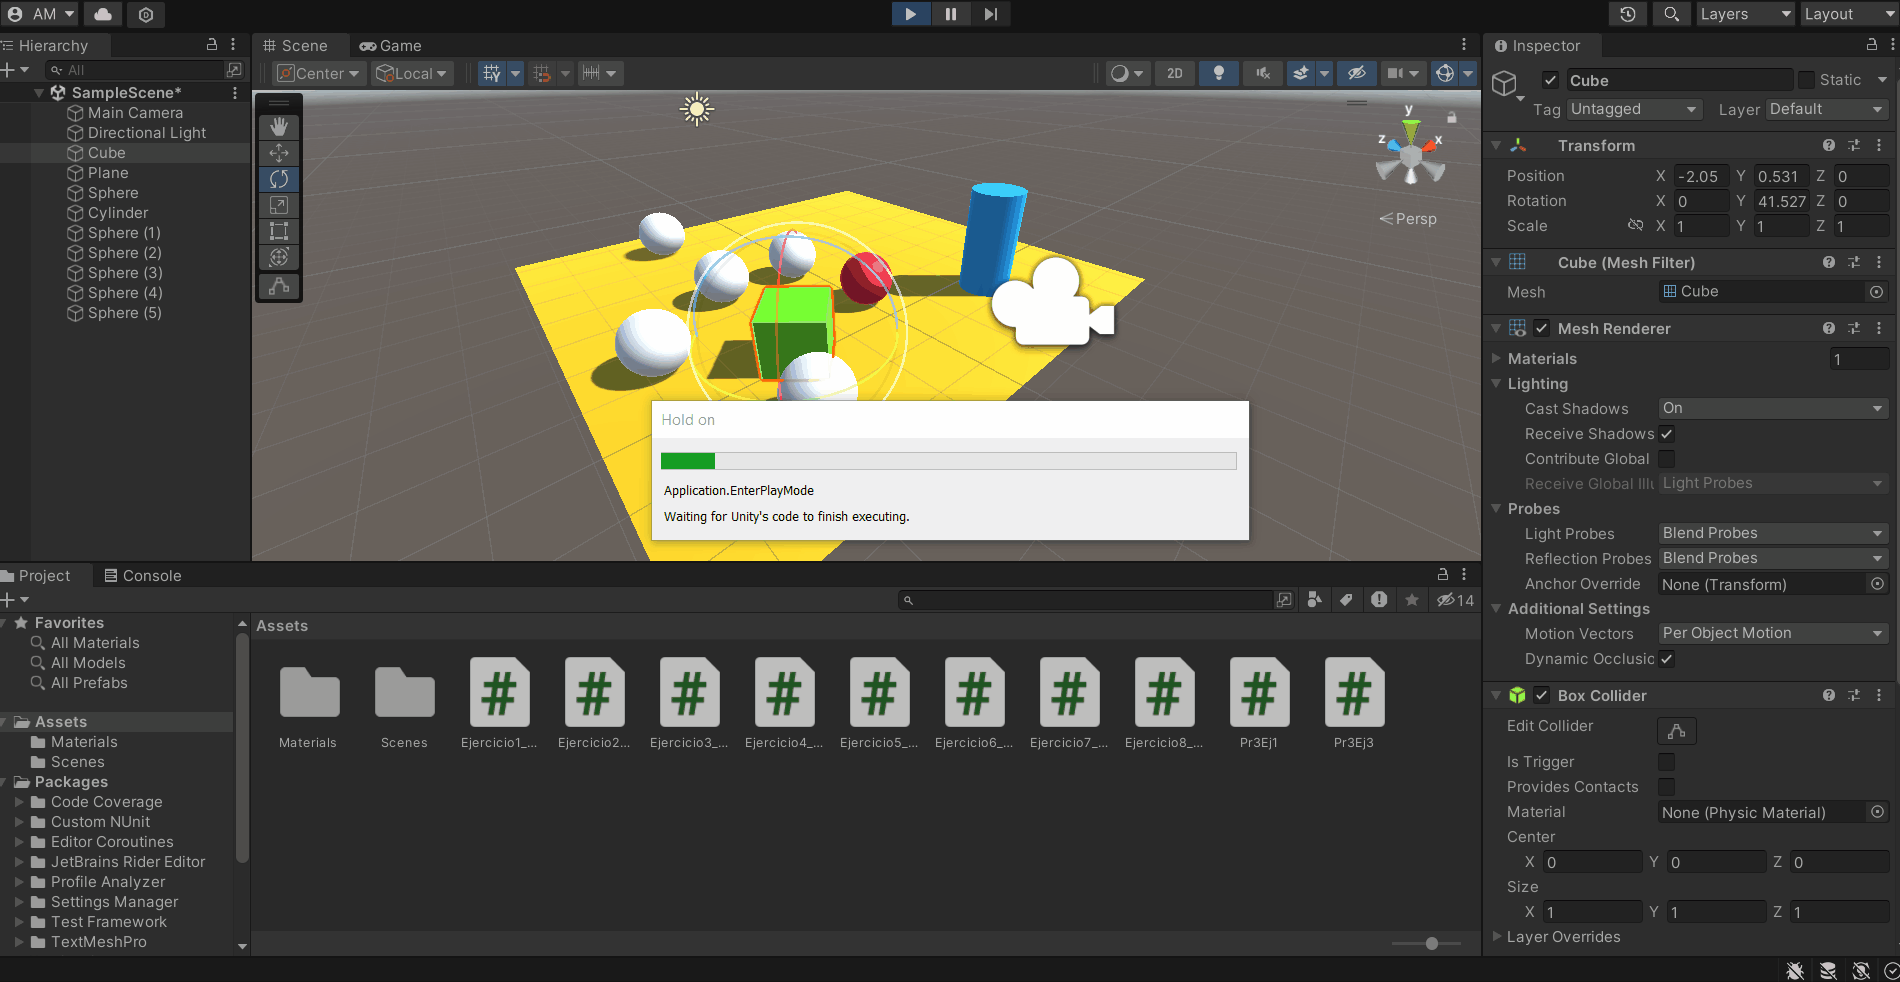 AM
Layers
Layout
Hierarchy
All
SampleScene*
Main Camera
Directional Light
Cube
Plane
Sphere
Cylinder
Sphere (1)
Sphere (2)
Sphere (3)
Sphere (4)
Sphere (5)
Scene
Game
Center
Local
2D
y
z
x
Persp
Hold on
Application.EnterPlayMode
Waiting for Unity's code to finish executing.
Project
Console
14
Favorites
All Materials
All Models
All Prefabs
Assets
Materials
Scenes
Packages
Code Coverage
Custom NUnit
Editor Coroutines
JetBrains Rider Editor
Profile Analyzer
Settings Manager
Test Framework
TextMeshPro
Assets
Materials
Scenes
Ejercicio1_...
Ejercicio2...
Ejercicio3_...
Ejercicio4_...
Ejercicio5_...
Ejercicio6_...
Ejercicio7_...
Ejercicio8_...
Pr3Ej1
Pr3Ej3
Inspector
Cube
Static
Tag Untagged Layer Default
Transform
Position X -2.05 Y 0.531 Z 0
Rotation X 0 Y 41.527 Z 0
Scale X 1 Y 1 Z 1
Cube (Mesh Filter)
Mesh Cube
Mesh Renderer
Materials 1
Lighting
Cast Shadows On
Receive Shadows
Contribute Global
Receive Global Illu Light Probes
Probes
Light Probes Blend Probes
Reflection Probes Blend Probes
Anchor Override None (Transform)
Additional Settings
Motion Vectors Per Object Motion
Dynamic Occlusic
Box Collider
Edit Collider
Is Trigger
Provides Contacts
Material None (Physic Material)
Center
X 0 Y 0 Z 0
Size
X 1 Y 1 Z 1
Layer Overrides